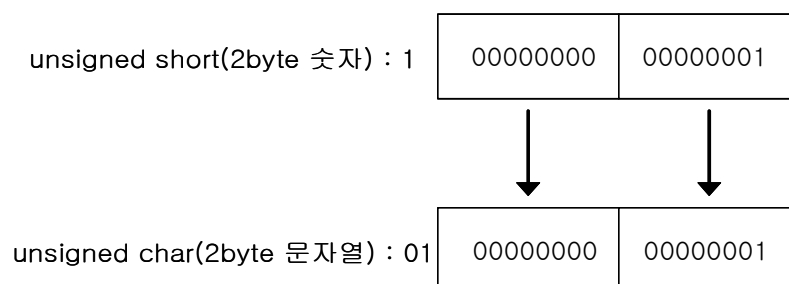 unsigned short(2byte 숫자) : 1 00000000 00000001
unsigned char(2byte 문자열) : 01 00000000 00000001